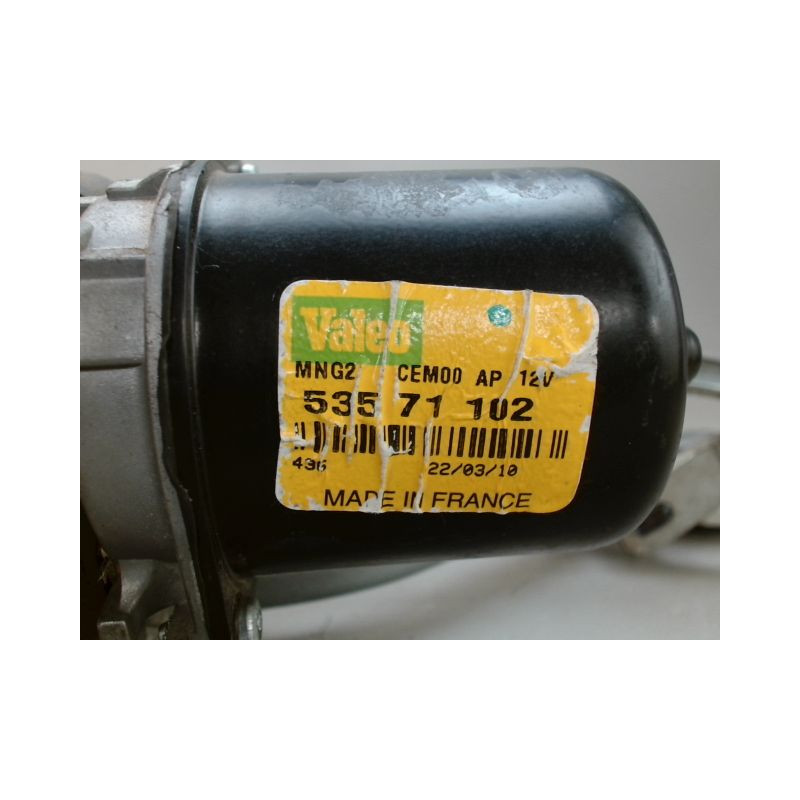 Valeo
MNG2 CEM00 AP 12V
535 71 102
436 22/03/10
MADE IN FRANCE